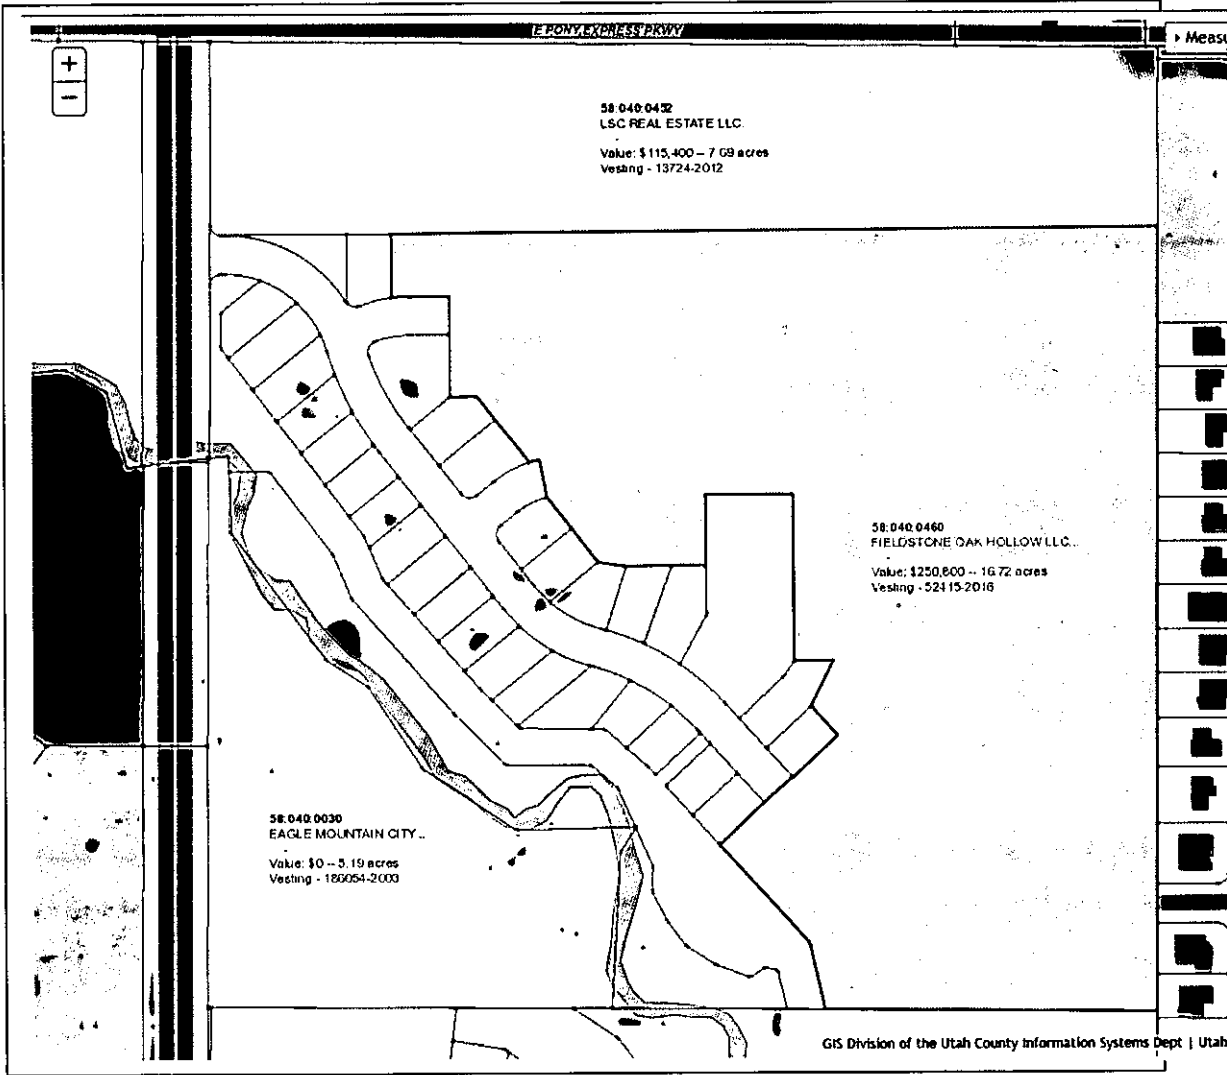 E PONY EXPRESS PKWY
+
▸ Measu
−
58:040:0452
LSC REAL ESTATE LLC..
Value: $115,400 -- 7.69 acres
Vesting - 13724-2012
58:040:0460
FIELDSTONE OAK HOLLOW LLC...
Value: $250,800 -- 16.72 acres
Vesting - 52415-2016
58:040:0030
EAGLE MOUNTAIN CITY ..
Value: $0 -- 5.19 acres
Vesting - 186054-2003
GIS Division of the Utah County Information Systems Dept | Utah